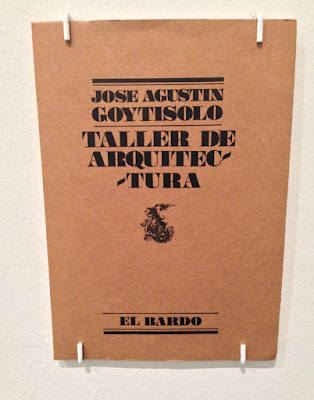 JOSE AGUSTIN
GOYTISOLO
TALLER DE
ARQUITEC-
-TURA
EL BARDO